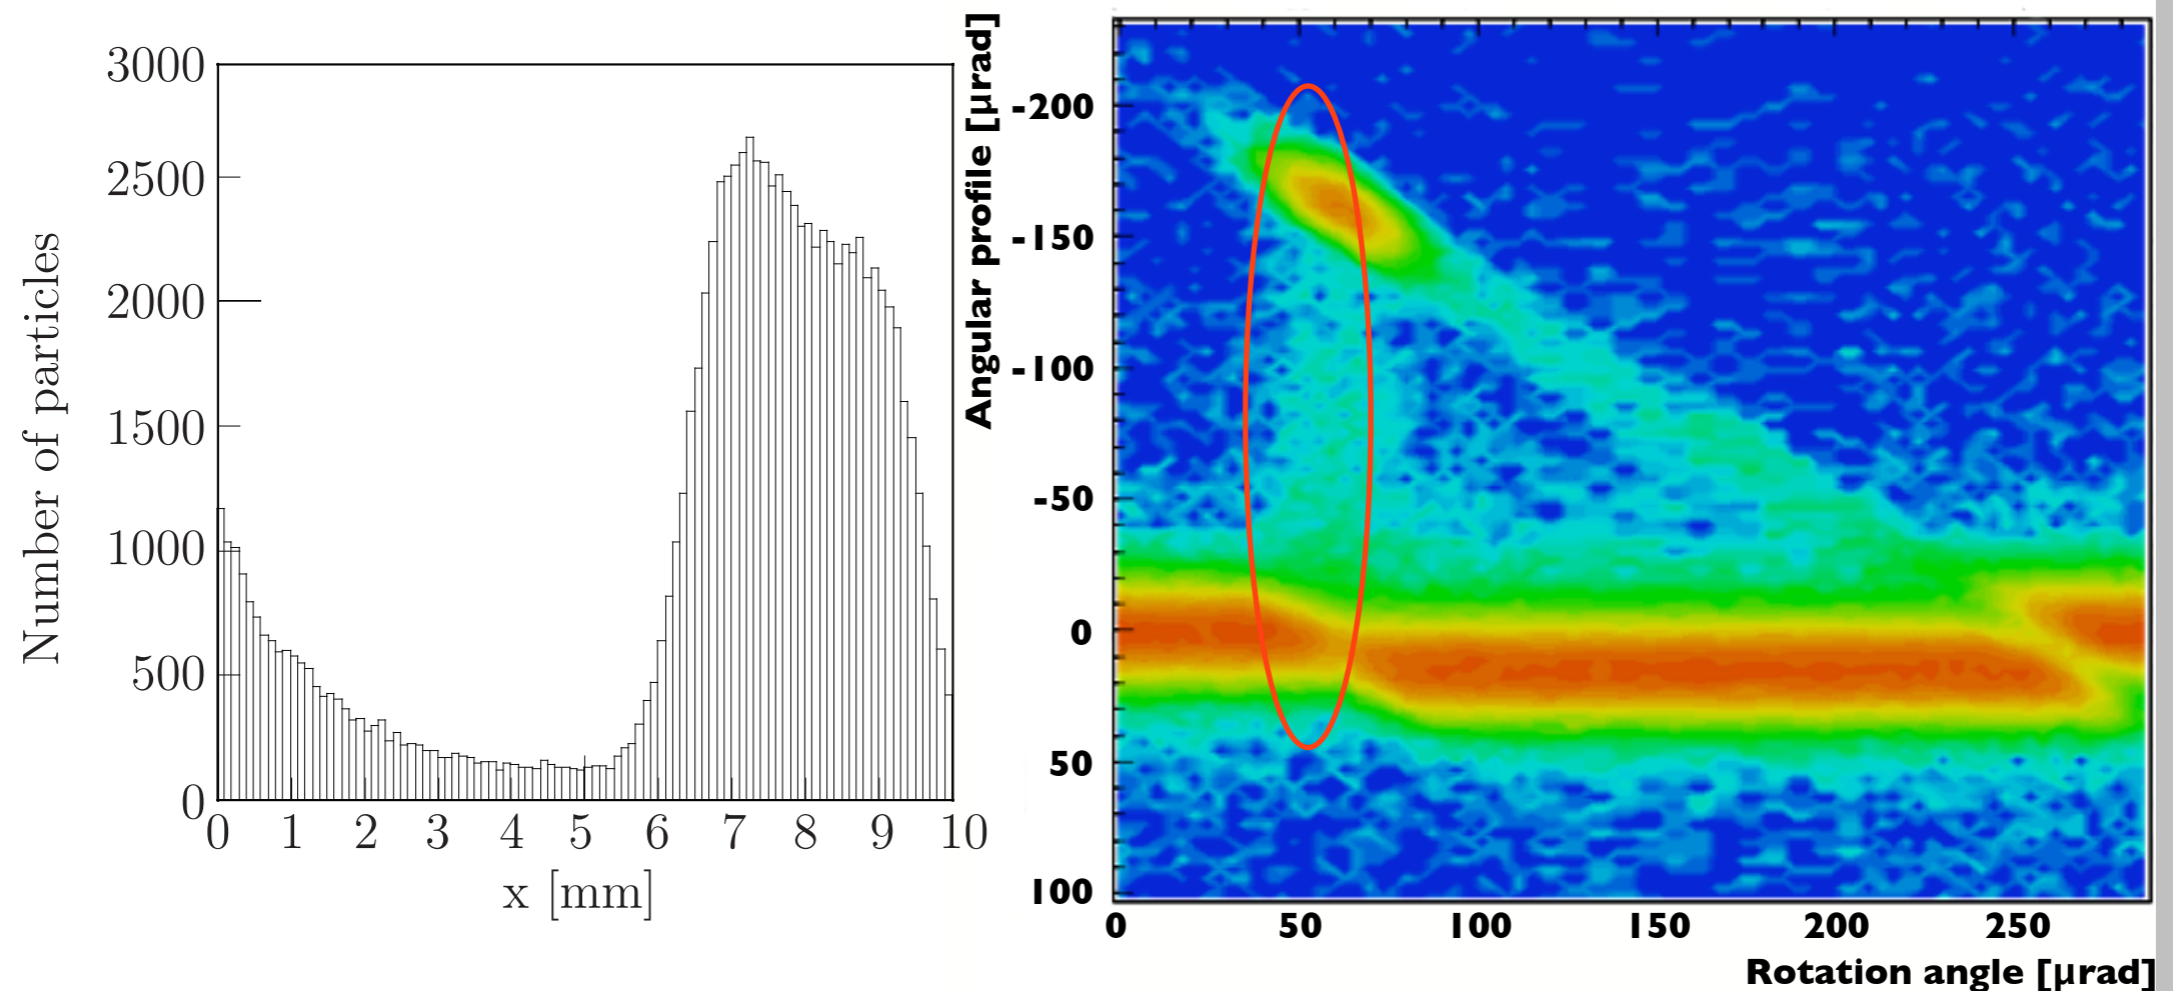 Number of particles
3000
2500
2000
1500
1000
500
0
0 1 2 3 4 5 6 7 8 9 10
x [mm]
Angular profile [µrad]
-200
-150
-100
-50
0
50
100
0 50 100 150 200 250
Rotation angle [µrad]